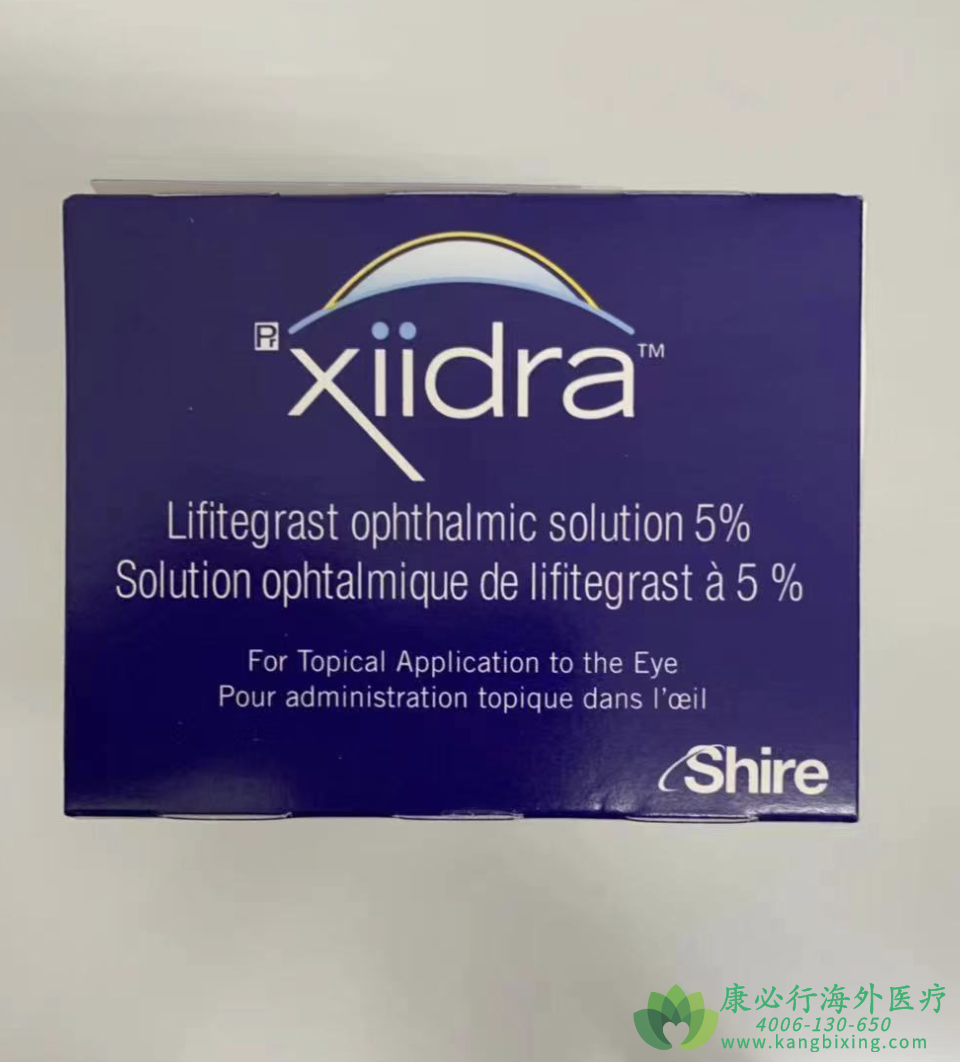 Pr xiidra™
Lifitegrast ophthalmic solution 5%
Solution ophtalmique de lifitegrast à 5 %
For Topical Application to the Eye
Pour administration topique dans l'œil
Shire
康必行海外医疗
4006-130-650
www.kangbixing.com